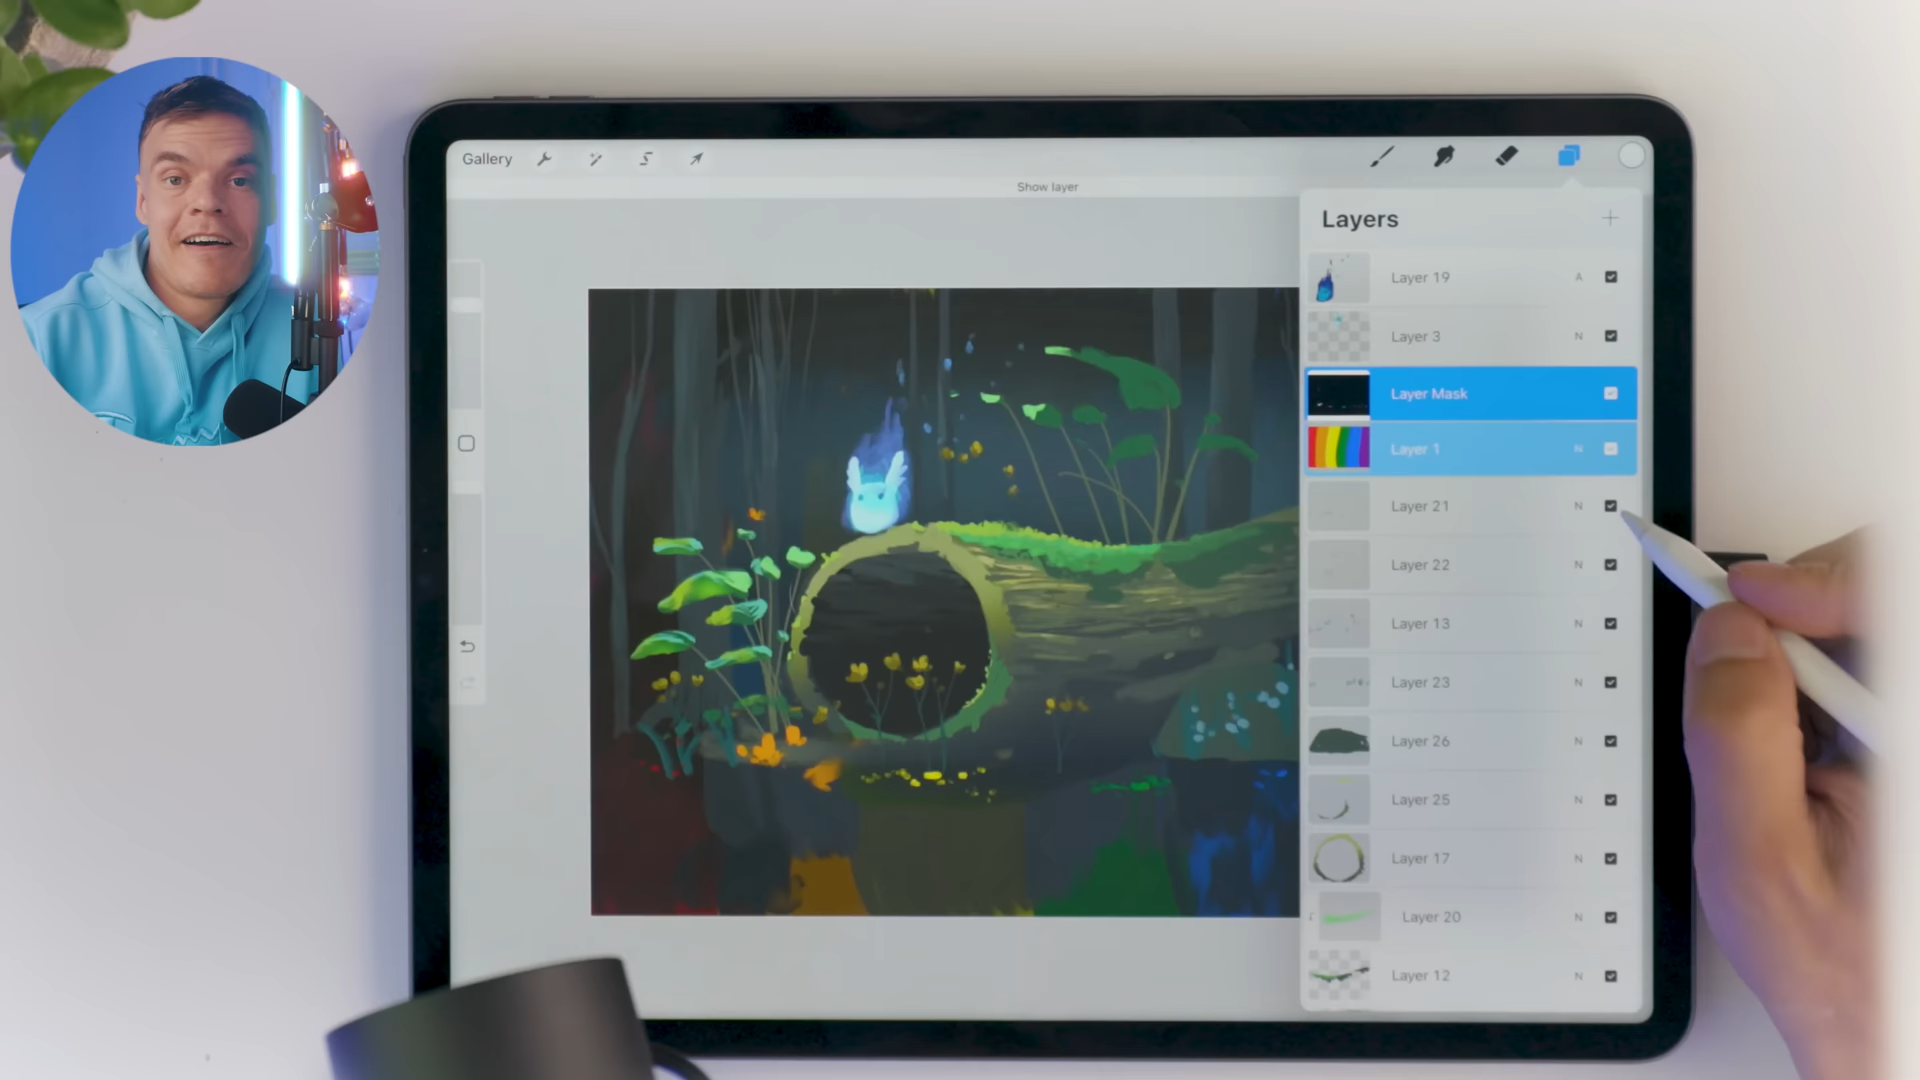 Gallery
Show layer
Layers
Layer 19 A
Layer 3 N
Layer Mask
Layer 1 N
Layer 21 N
Layer 22 N
Layer 13 N
Layer 23 N
Layer 26 N
Layer 25 N
Layer 17 N
Layer 20 N
Layer 12 N